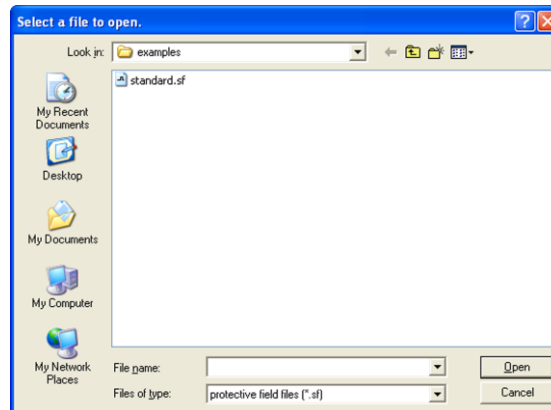 Select a file to open.
Look in: examples
standard.sf
My Recent
Documents
Desktop
My Documents
My Computer
My Network
Places
File name:
Open
Files of type: protective field files (*.sf)
Cancel